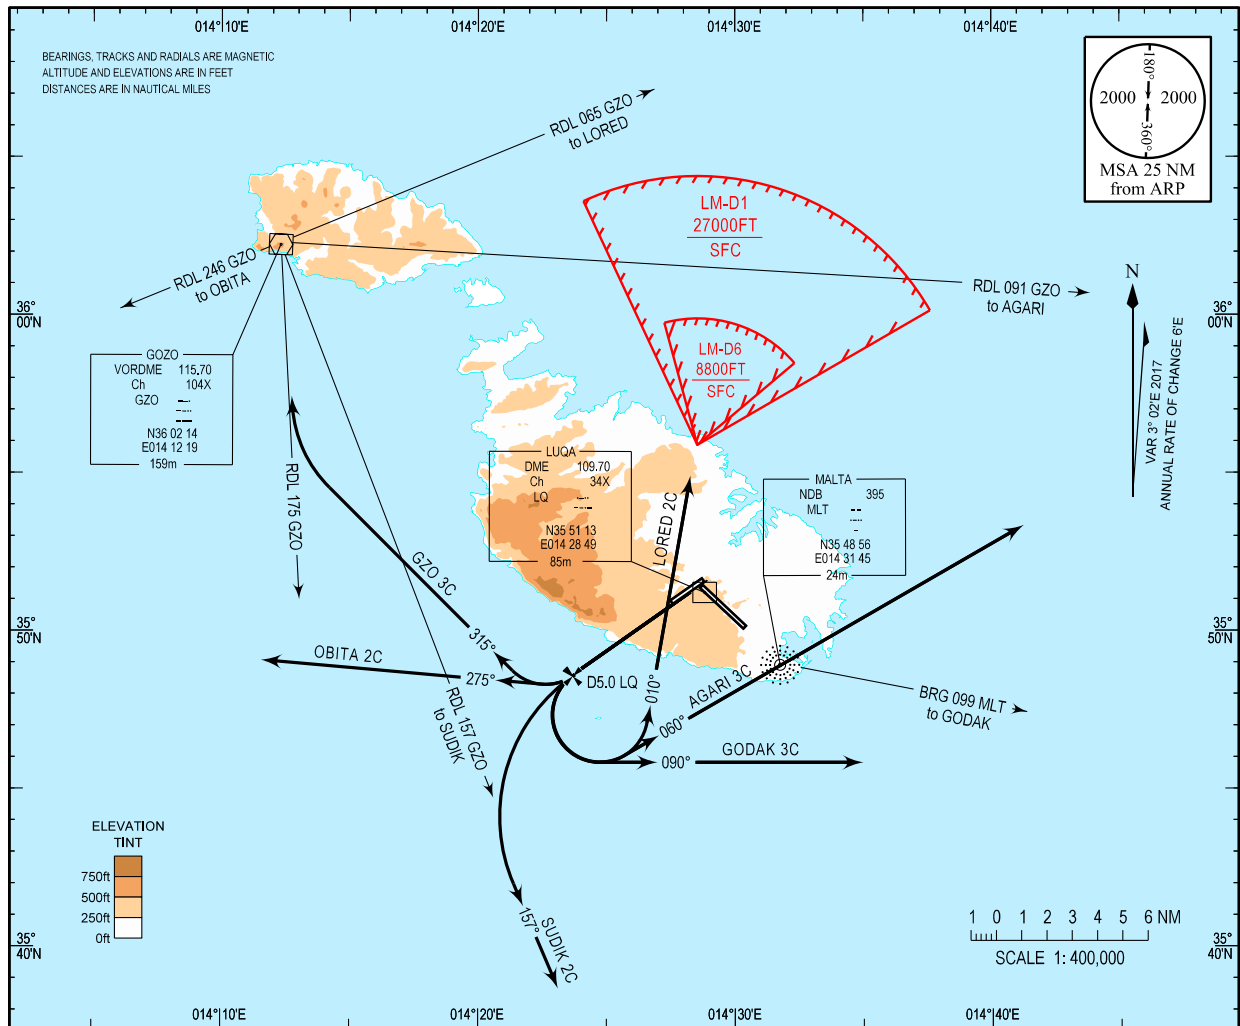 014°10'E
014°20'E
014°30'E
014°40'E
BEARINGS, TRACKS AND RADIALS ARE MAGNETIC
ALTITUDE AND ELEVATIONS ARE IN FEET
DISTANCES ARE IN NAUTICAL MILES
180°
2000
2000
360°
MSA 25 NM
from ARP
RDL 065 GZO
to LORED
LM-D1
27000FT
SFC
RDL 246 GZO
to OBITA
RDL 091 GZO
to AGARI
N
36°
00'N
36°
00'N
LM-D6
8800FT
SFC
GOZO
VORDME 115.70
Ch 104X
GZO
N36 02 14
E014 12 19
159m
VAR 3° 02'E 2017
ANNUAL RATE OF CHANGE 6'E
RDL 175 GZO
LUQA
DME 109.70
Ch 34X
LQ
N35 51 13
E014 28 49
85m
LORED 2C
MALTA
NDB 395
MLT
N35 48 56
E014 31 45
24m
GZO 3C
35°
50'N
35°
50'N
315°
OBITA 2C
275°
D5.0 LQ
010°
AGARI 3C
060°
BRG 099 MLT
to GODAK
RDL 157 GZO
to SUDIK
090°
GODAK 3C
ELEVATION
TINT
750ft
500ft
250ft
0ft
157°
SUDIK 2C
1 0 1 2 3 4 5 6 NM
SCALE 1: 400,000
35°
40'N
35°
40'N
014°10'E
014°20'E
014°30'E
014°40'E